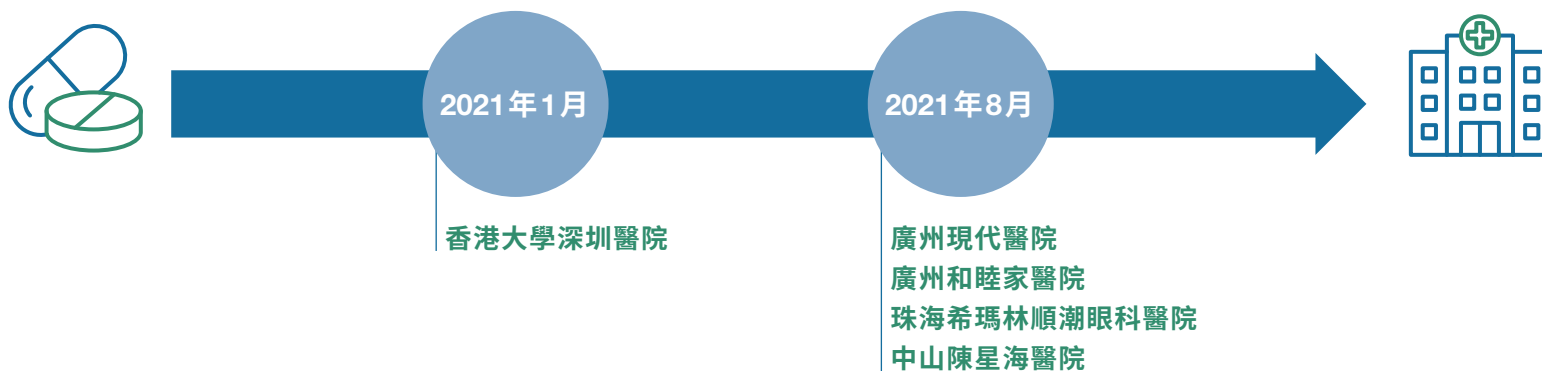 2021年1月
2021年8月
香港大學深圳醫院
廣州現代醫院
廣州和睦家醫院
珠海希瑪林順潮眼科醫院
中山陳星海醫院